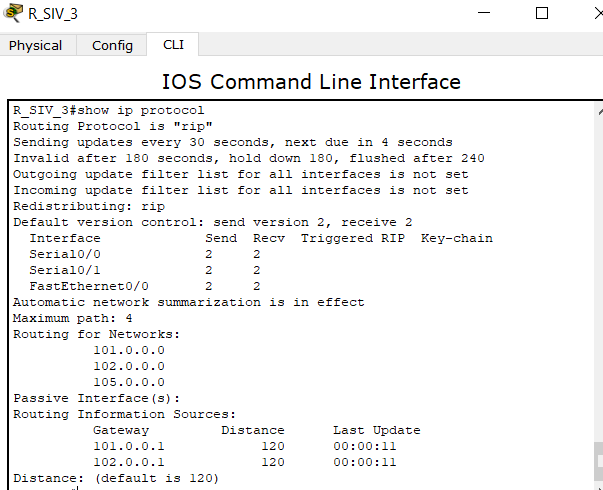 R_SIV_3
Physical Config CLI
IOS Command Line Interface
R_SIV_3#show ip protocol
Routing Protocol is "rip"
Sending updates every 30 seconds, next due in 4 seconds
Invalid after 180 seconds, hold down 180, flushed after 240
Outgoing update filter list for all interfaces is not set
Incoming update filter list for all interfaces is not set
Redistributing: rip
Default version control: send version 2, receive 2
Interface Send Recv Triggered RIP Key-chain
Serial0/0 2 2
Serial0/1 2 2
FastEthernet0/0 2 2
Automatic network summarization is in effect
Maximum path: 4
Routing for Networks:
101.0.0.0
102.0.0.0
105.0.0.0
Passive Interface(s):
Routing Information Sources:
Gateway Distance Last Update
101.0.0.1 120 00:00:11
102.0.0.1 120 00:00:11
Distance: (default is 120)